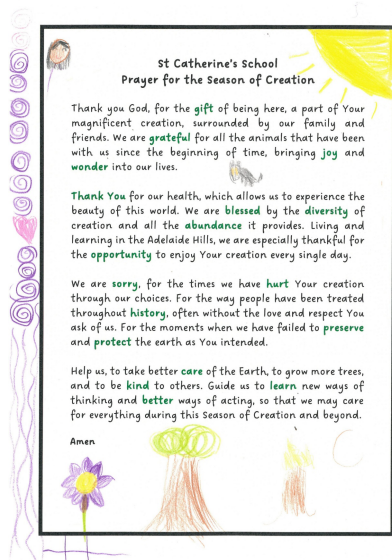 St Catherine's School
Prayer for the Season of Creation
Thank you God, for the gift of being here, a part of Your
magnificent creation, surrounded by our family and
friends. We are grateful for all the animals that have been
with us since the beginning of time, bringing joy and
wonder into our lives.
Thank You for our health, which allows us to experience the
beauty of this world. We are blessed by the diversity of
creation and all the abundance it provides. Living and
learning in the Adelaide Hills, we are especially thankful for
the opportunity to enjoy Your creation every single day.
We are sorry, for the times we have hurt Your creation
through our choices. For the way people have been treated
throughout history, often without the love and respect You
ask of us. For the moments when we have failed to preserve
and protect the earth as You intended.
Help us, to take better care of the Earth, to grow more trees,
and to be kind to others. Guide us to learn new ways of
thinking and better ways of acting, so that we may care
for everything during this Season of Creation and beyond.
Amen